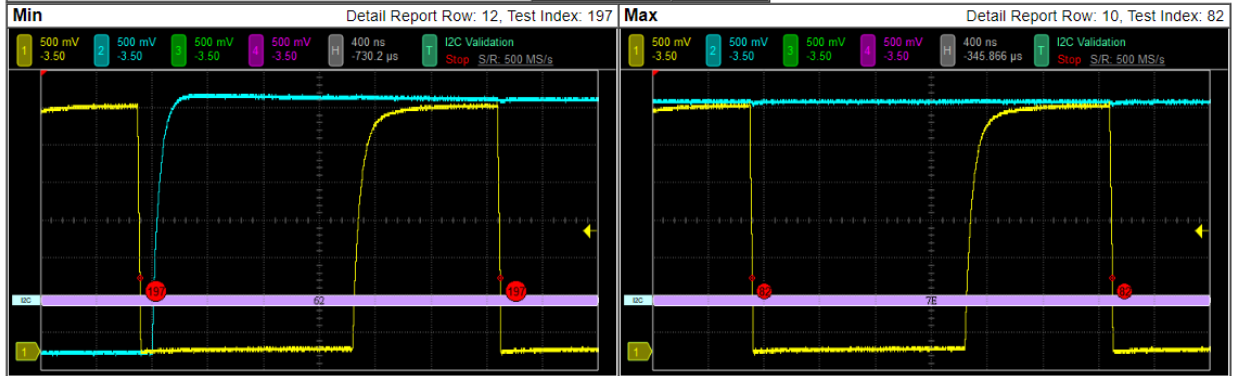 Min
Detail Report Row: 12, Test Index: 197
1 500 mV -3.50
2 500 mV -3.50
3 500 mV -3.50
4 500 mV -3.50
H 400 ns -730.2 µs
T I2C Validation
Stop S/R: 500 MS/s
197
197
I2C
62
1
Max
Detail Report Row: 10, Test Index: 82
1 500 mV -3.50
2 500 mV -3.50
3 500 mV -3.50
4 500 mV -3.50
H 400 ns -345.866 µs
T I2C Validation
Stop S/R: 500 MS/s
82
82
I2C
7E
1